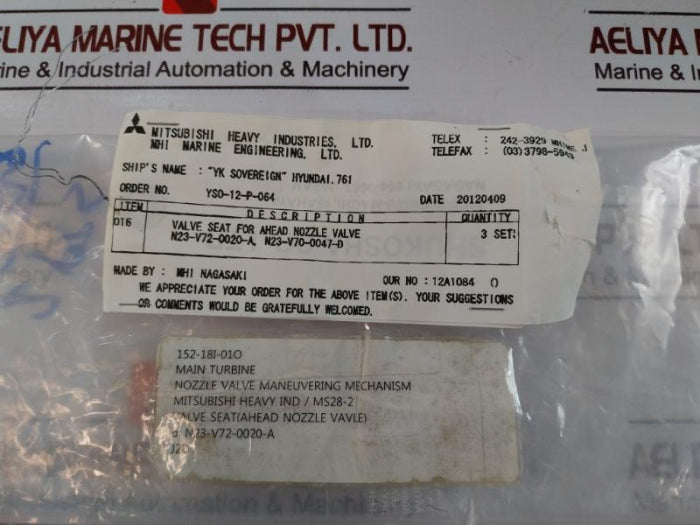 AELIYA MARINE TECH PVT. LTD.
Marine & Industrial Automation & Machinery
AELIYA MA
Marine & In
MITSUBISHI HEAVY INDUSTRIES, LTD.
MHI MARINE ENGINEERING, LTD.
TELEX : 242-3929 J
TELEFAX : (03)3798-5949
SHIP'S NAME : "YK SOVEREIGN" HYUNDAI.761
ORDER NO. YSO-12-P-064 DATE 20120409
ITEM DESCRIPTION QUANTITY
016 VALVE SEAT FOR AHEAD NOZZLE VALVE 3 SET:
N23-V72-0020-A, N23-V70-0047-D
MADE BY : MHI NAGASAKI OUR NO : 12A1084 ()
WE APPRECIATE YOUR ORDER FOR THE ABOVE ITEM(S). YOUR SUGGESTIONS
OR COMMENTS WOULD BE GRATEFULLY WELCOMED.
152-18I-01O
MAIN TURBINE
NOZZLE VALVE MANEUVERING MECHANISM
MITSUBISHI HEAVY IND / MS28-2
VALVE SEAT(AHEAD NOZZLE VAVLE)
N23-V72-0020-A
J2D